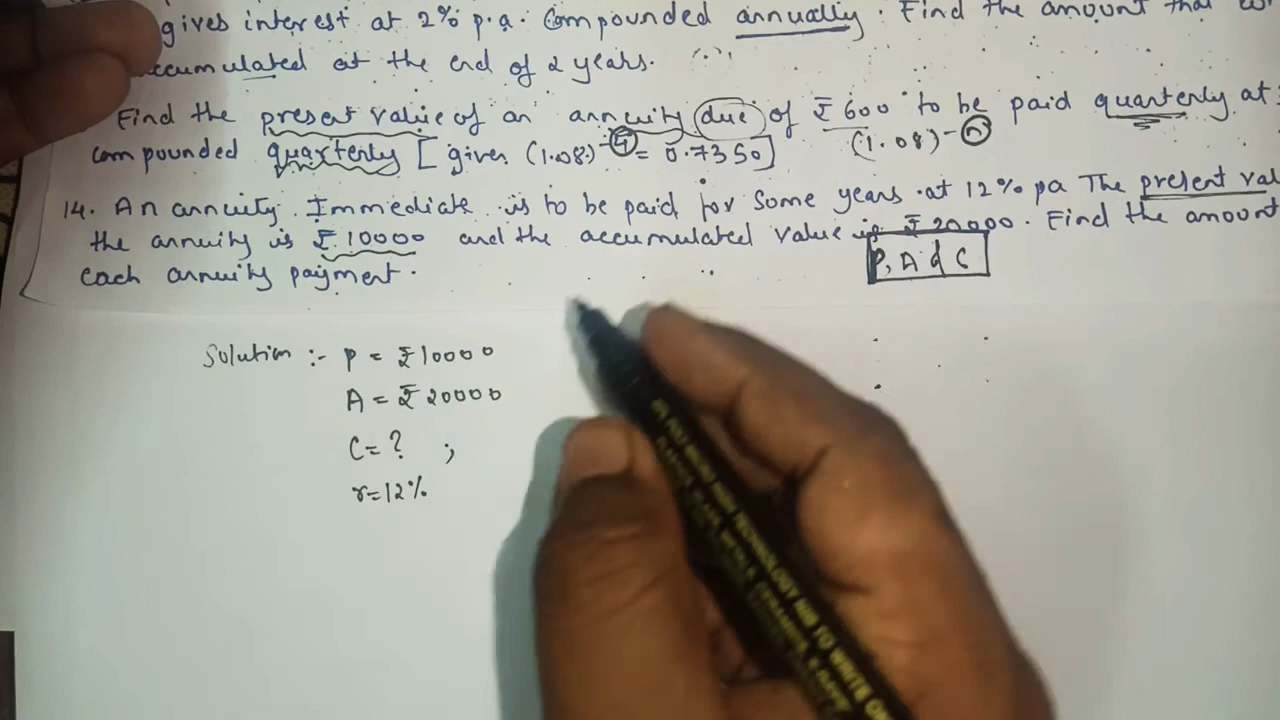 gives interest at 2% p.a. Compounded annually. Find the amount that
ccumulated at the end of 2 years.
Find the present value of an annuity due of ₹ 600 to be paid quarterly at
compounded quarterly [given (1.08)^-4 = 0.7350] (1.08)^-n
14. An annuity Immediate is to be paid for Some years at 12% pa The present val
the annuity is ₹ 10000 and the accumulated value is ₹ 20000. Find the amount
each annuity payment.
P, A & C
Solution :- P = ₹10000
A = ₹ 20000
C = ? ;
r = 12%